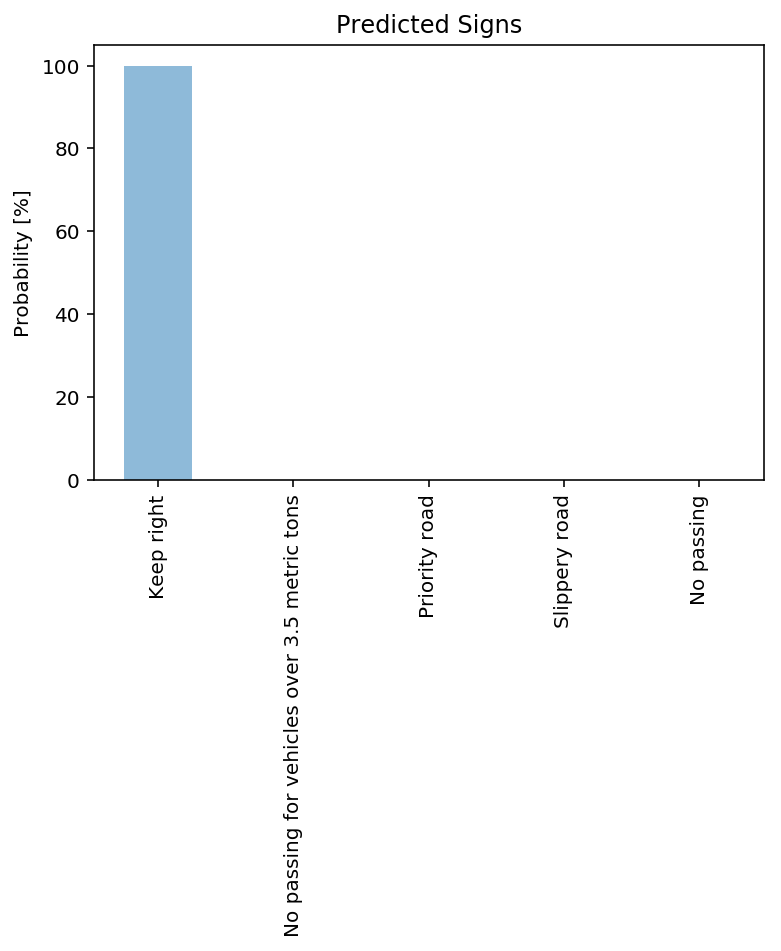 Predicted Signs
Probability [%]
100
80
60
40
20
0
Keep right
No passing for vehicles over 3.5 metric tons
Priority road
Slippery road
No passing